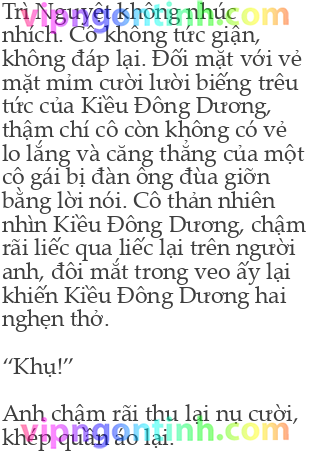 Trì Nguyệt không nhúc
vipngontinh.com
nhích. Cô không tức giận,
không đáp lại. Đối mặt với vẻ
mặt mỉm cười lười biếng trêu
tức của Kiều Đông Dương,
thậm chí cô còn không có vẻ
lo lắng và căng thẳng của một
cô gái bị đàn ông đùa giỡn
bằng lời nói. Cô thản nhiên
nhìn Kiều Đông Dương, chậm
rãi liếc qua liếc lại trên người
anh, đôi mắt trong veo ấy lại
khiến Kiều Đông Dương hai
nghẹn thở.
“Khụ!”
Anh chậm rãi thu lại nụ cười,
vipngontinh.com
khép quần áo lại.